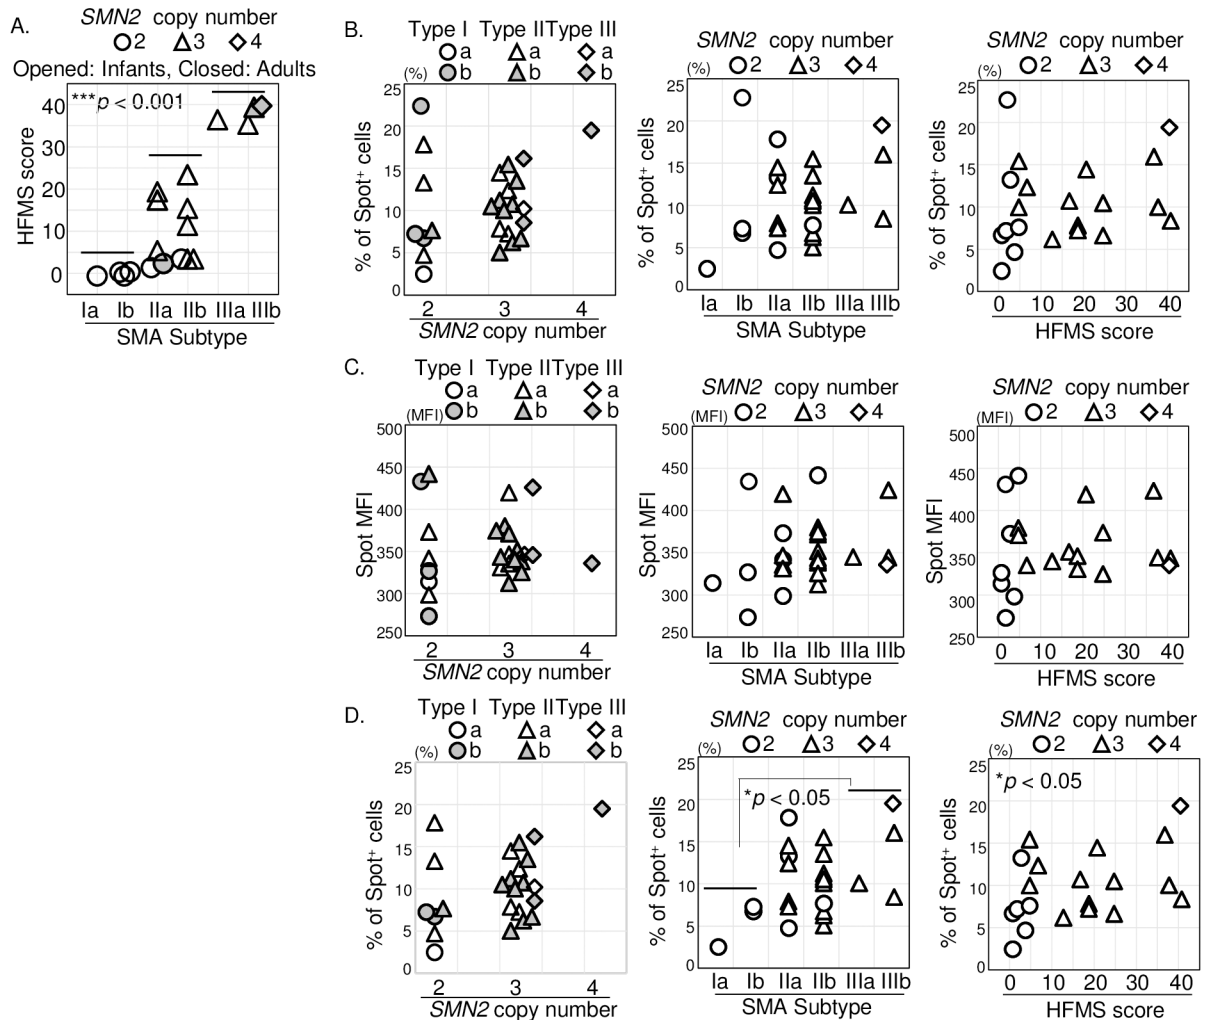 A.
SMN2 copy number
2 3 4
Opened: Infants, Closed: Adults
***p < 0.001
HFMS score
40
30
20
10
0
Ia Ib IIa IIb IIIa IIIb
SMA Subtype
B.
Type I Type II Type III
a a a
(%) b b b
% of Spot+ cells
25
20
15
10
5
0
2 3 4
SMN2 copy number
SMN2 copy number
(%) 2 3 4
% of Spot+ cells
25
20
15
10
5
0
Ia Ib IIa IIb IIIa IIIb
SMA Subtype
SMN2 copy number
(%) 2 3 4
% of Spot+ cells
25
20
15
10
5
0
0 10 20 30 40
HFMS score
C.
Type I Type II Type III
a a a
(MFI) b b b
Spot MFI
500
450
400
350
300
250
2 3 4
SMN2 copy number
SMN2 copy number
(MFI) 2 3 4
Spot MFI
500
450
400
350
300
250
Ia Ib IIa IIb IIIa IIIb
SMA Subtype
SMN2 copy number
(MFI) 2 3 4
Spot MFI
500
450
400
350
300
250
0 10 20 30 40
HFMS score
D.
Type I Type II Type III
a a a
(%) b b b
% of Spot+ cells
25
20
15
10
5
0
2 3 4
SMN2 copy number
SMN2 copy number
(%) 2 3 4
*p < 0.05
% of Spot+ cells
25
20
15
10
5
0
Ia Ib IIa IIb IIIa IIIb
SMA Subtype
SMN2 copy number
(%) 2 3 4
*p < 0.05
% of Spot+ cells
25
20
15
10
5
0
0 10 20 30 40
HFMS score